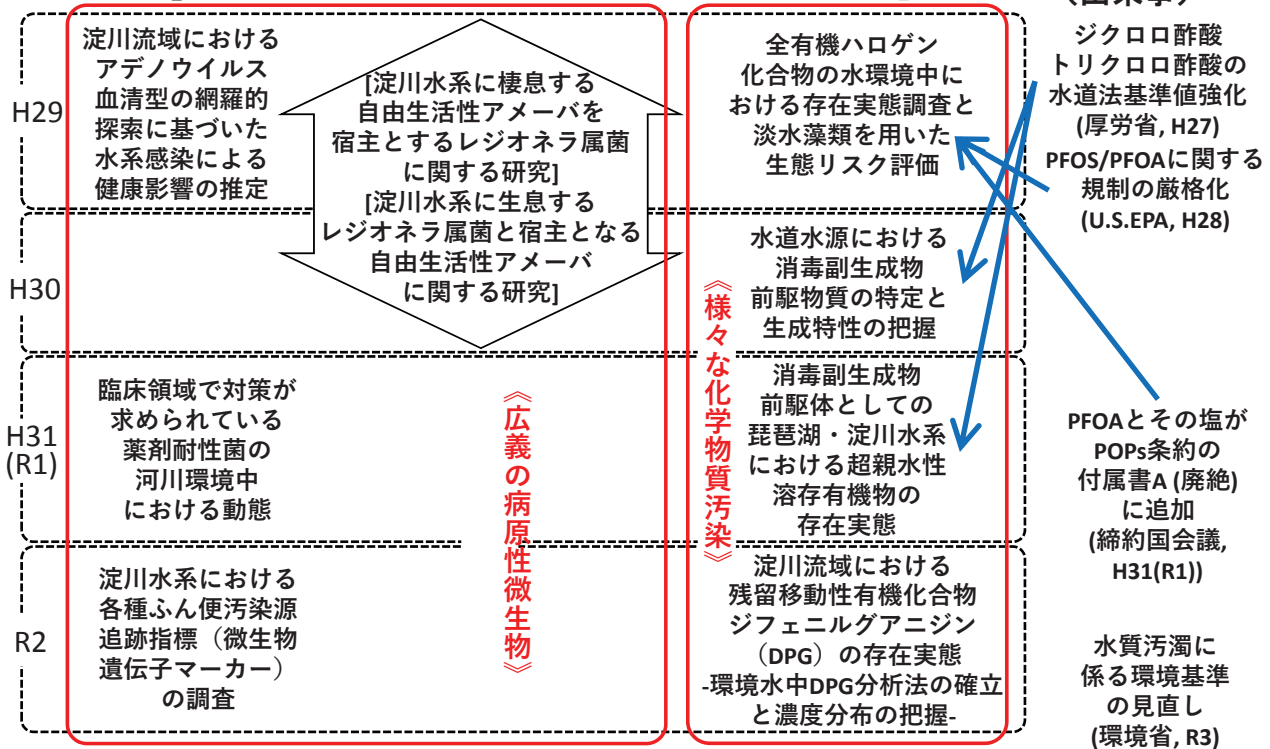 H29
淀川流域における
アデノウイルス
血清型の網羅的
探索に基づいた
水系感染による
健康影響の推定
[淀川水系に棲息する
自由生活性アメーバを
宿主とするレジオネラ属菌
に関する研究]
[淀川水系に生息する
レジオネラ属菌と宿主となる
自由生活性アメーバ
に関する研究]
全有機ハロゲン
化合物の水環境中に
おける存在実態調査と
淡水藻類を用いた
生態リスク評価
ジクロロ酢酸
トリクロロ酢酸の
水道法基準値強化
(厚労省, H27)
PFOS/PFOAに関する
規制の厳格化
(U.S.EPA, H28)
H30
水道水源における
消毒副生成物
前駆物質の特定と
生成特性の把握
H31
(R1)
臨床領域で対策が
求められている
薬剤耐性菌の
河川環境中
における動態
《広義の病原性微生物》
《様々な化学物質汚染》
消毒副生成物
前駆体としての
琵琶湖・淀川水系
における超親水性
溶存有機物の
存在実態
PFOAとその塩が
POPs条約の
付属書A (廃絶)
に追加
(締約国会議,
H31(R1))
R2
淀川水系における
各種ふん便汚染源
追跡指標（微生物
遺伝子マーカー）
の調査
淀川流域における
残留移動性有機化合物
ジフェニルグアニジン
（DPG）の存在実態
-環境水中DPG分析法の確立
と濃度分布の把握-
水質汚濁に
係る環境基準
の見直し
(環境省, R3)